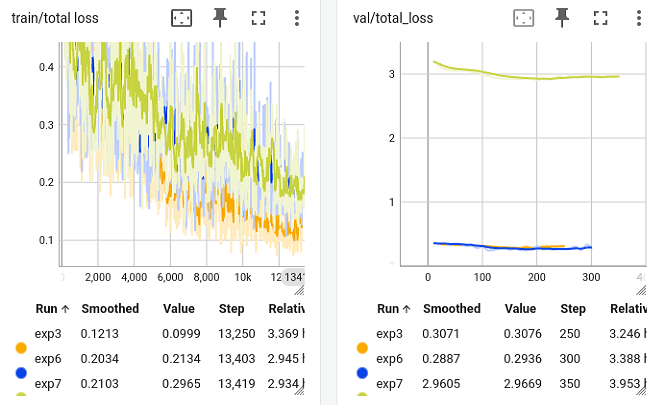 train/total loss
0.4
0.3
0.2
0.1
2,000 4,000 6,000 8,000 10k 12 134
Run ↑ Smoothed Value Step Relativ
exp3 0.1213 0.0999 13,250 3.369 h
exp6 0.2034 0.2134 13,403 2.945 h
exp7 0.2103 0.2965 13,419 2.934 h
val/total_loss
3
2
1
0 100 200 300 40
Run ↑ Smoothed Value Step Relativ
exp3 0.3071 0.3076 250 3.246 h
exp6 0.2887 0.2936 300 3.388 h
exp7 2.9605 2.9669 350 3.953 h